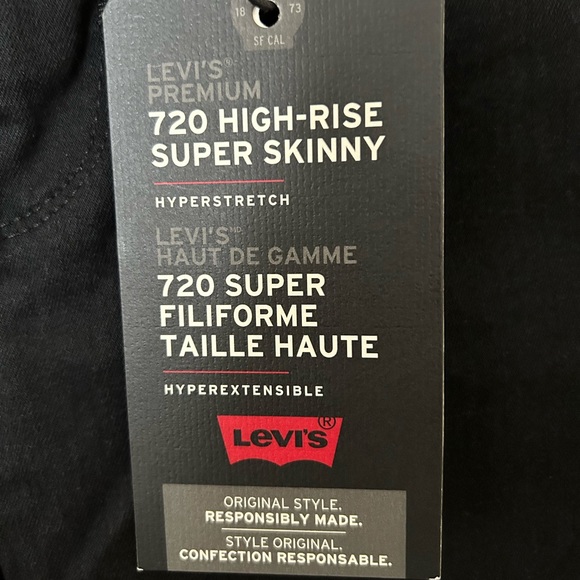 18 73
SF CAL
LEVI'S®
PREMIUM
720 HIGH-RISE
SUPER SKINNY
HYPERSTRETCH
LEVI'S MD
HAUT DE GAMME
720 SUPER
FILIFORME
TAILLE HAUTE
HYPEREXTENSIBLE
LEVI'S®
ORIGINAL STYLE.
RESPONSIBLY MADE.
STYLE ORIGINAL.
CONFECTION RESPONSABLE.